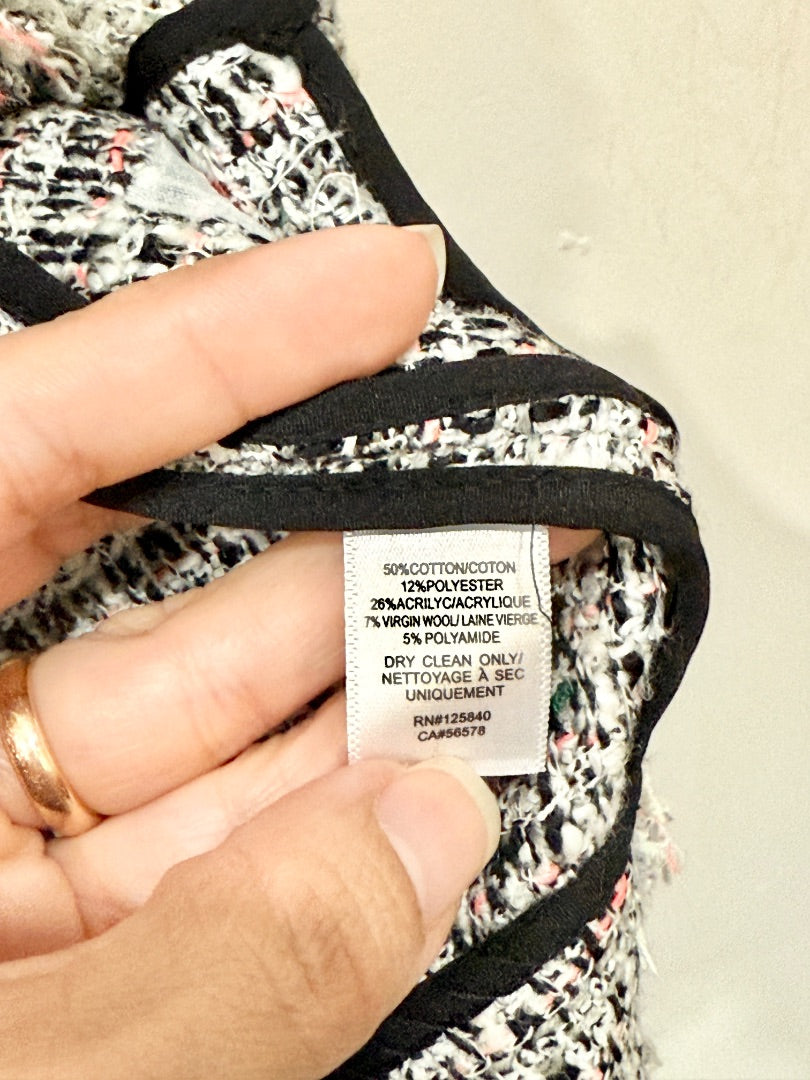 50%COTTON/COTON
12%POLYESTER
26%ACRILYC/ACRYLIQUE
7% VIRGIN WOOL/ LAINE VIERGE
5% POLYAMIDE
DRY CLEAN ONLY/
NETTOYAGE À SEC
UNIQUEMENT
RN#125840
CA#56578